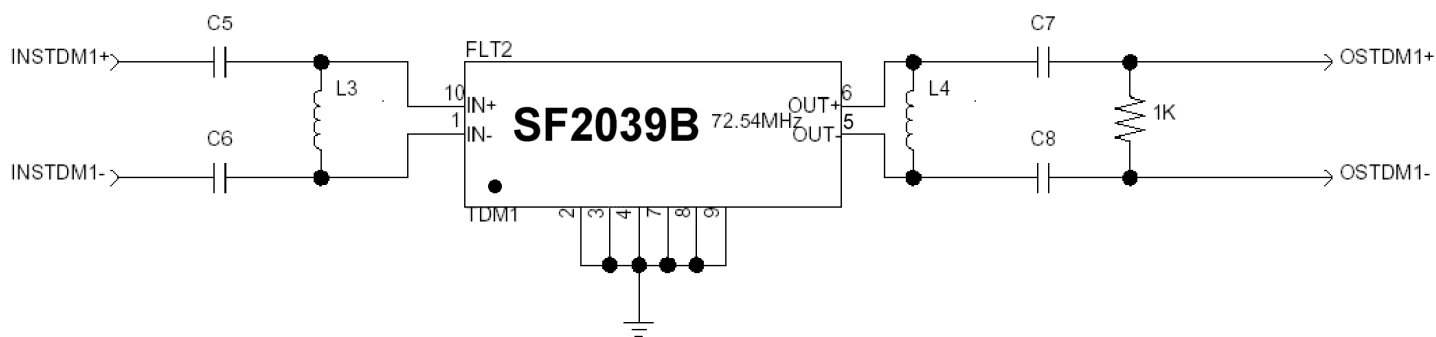 C5
C7
INSTDM1+
FLT2
OSTDM1+
L3
10
IN+
OUT+
6
L4
SF2039B
72.54MHz
1K
1
IN-
OUT-
5
C6
C8
INSTDM1-
OSTDM1-
TDM1
2
3
4
7
8
9